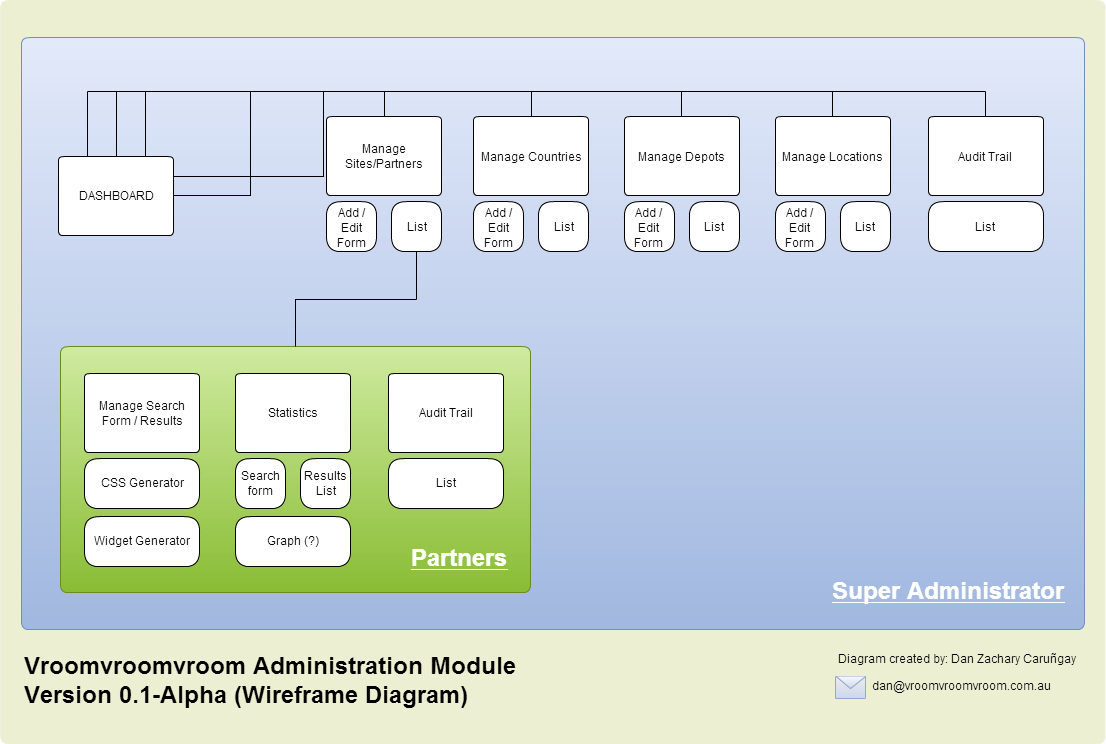 DASHBOARD
Manage
Sites/Partners
Add /
Edit
Form
List
Manage Countries
Add /
Edit
Form
List
Manage Depots
Add /
Edit
Form
List
Manage Locations
Add /
Edit
Form
List
Audit Trail
List
Manage Search
Form / Results
CSS Generator
Widget Generator
Statistics
Search
form
Results
List
Graph (?)
Audit Trail
List
Partners
Super Administrator
Vroomvroomvroom Administration Module
Version 0.1-Alpha (Wireframe Diagram)
Diagram created by: Dan Zachary Caruñgay
dan@vroomvroomvroom.com.au